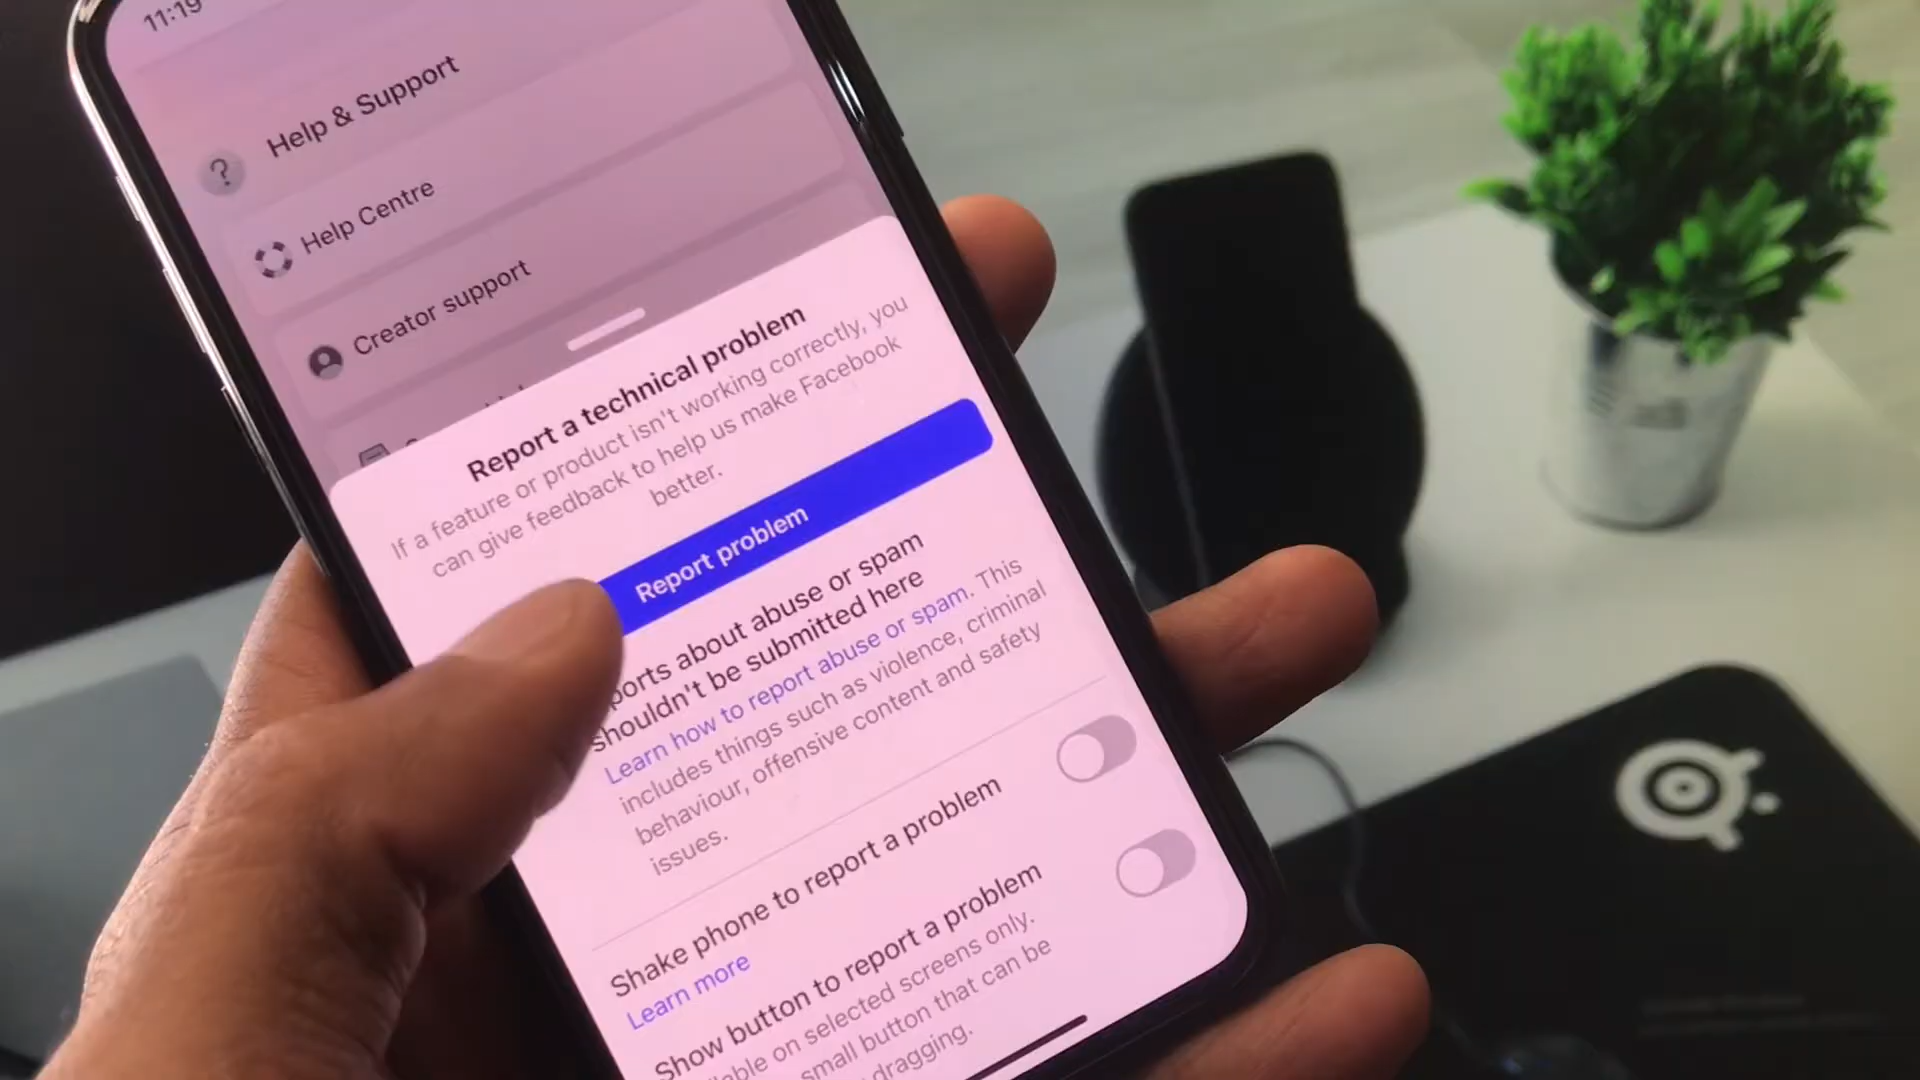 11:19
Help & Support
?
Help Centre
Creator support
Report a technical problem
If a feature or product isn't working correctly, you
can give feedback to help us make Facebook
better.
Report problem
ports about abuse or spam
shouldn't be submitted here
Learn how to report abuse or spam. This
includes things such as violence, criminal
behaviour, offensive content and safety
issues.
Shake phone to report a problem
Learn more
Show button to report a problem
lable on selected screens only.
small button that can be
dragging.